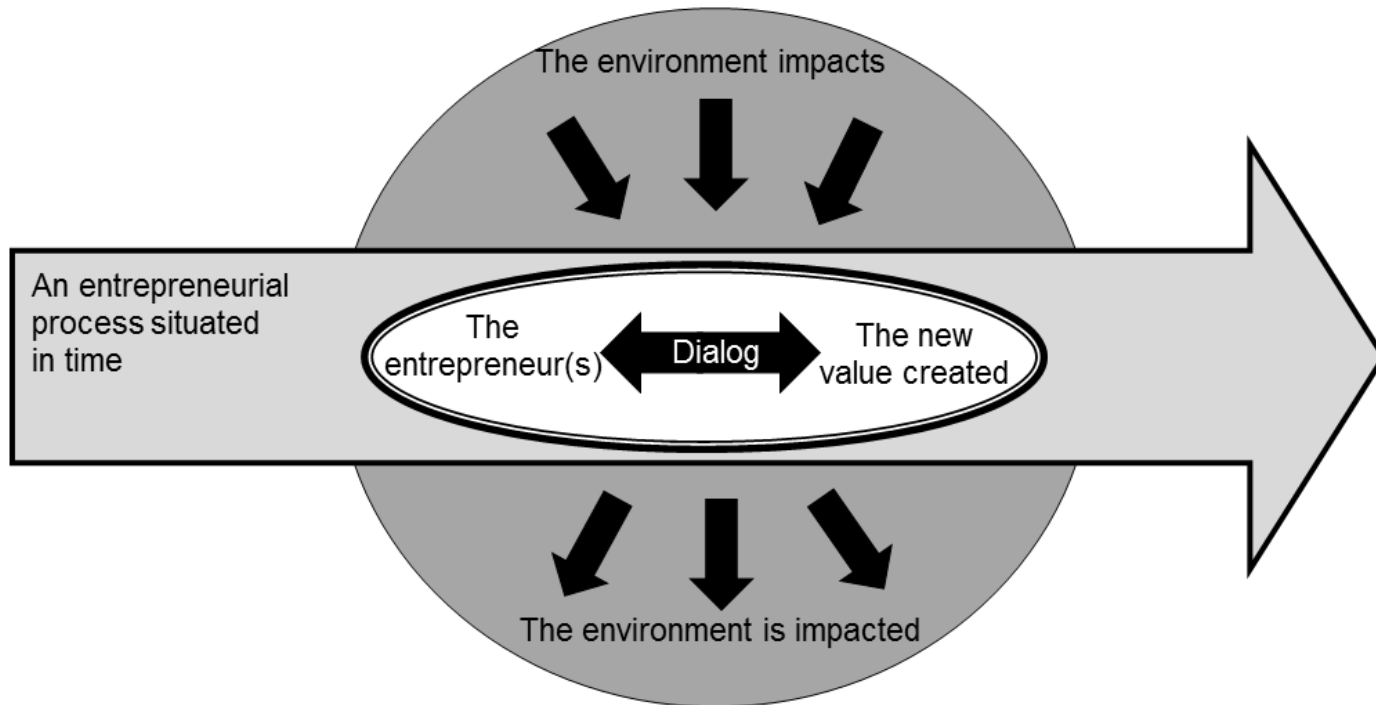 The environment impacts
An entrepreneurial
process situated
in time
The
entrepreneur(s)
Dialog
The new
value created
The environment is impacted